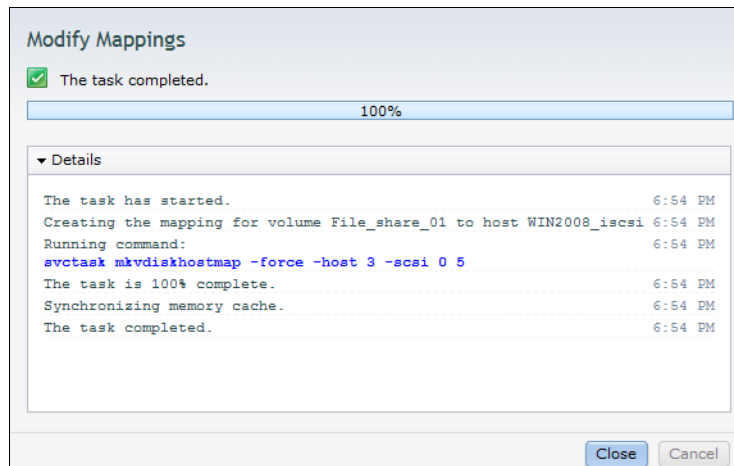 Modify Mappings
The task completed.
100%
Details
The task has started. 6:54 PM
Creating the mapping for volume File_share_01 to host WIN2008_iscsi 6:54 PM
Running command: 6:54 PM
svctask mkvdiskhostmap -force -host 3 -scsi 0 5
The task is 100% complete. 6:54 PM
Synchronizing memory cache. 6:54 PM
The task completed. 6:54 PM
Close Cancel